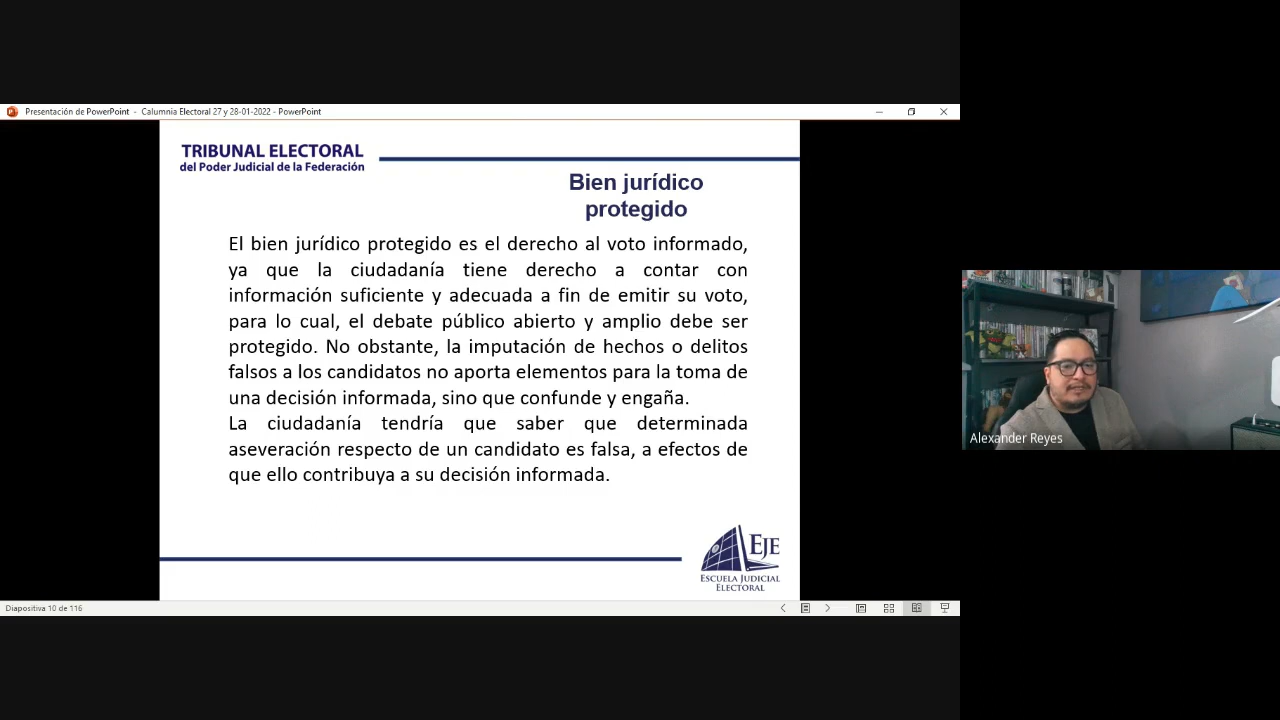 Presentación de PowerPoint - Calumnia Electoral 27 y 28-01-2022 - PowerPoint
TRIBUNAL ELECTORAL
del Poder Judicial de la Federación
Bien jurídico
protegido
El bien jurídico protegido es el derecho al voto informado,
ya que la ciudadanía tiene derecho a contar con
información suficiente y adecuada a fin de emitir su voto,
para lo cual, el debate público abierto y amplio debe ser
protegido. No obstante, la imputación de hechos o delitos
falsos a los candidatos no aporta elementos para la toma de
una decisión informada, sino que confunde y engaña.
La ciudadanía tendría que saber que determinada
aseveración respecto de un candidato es falsa, a efectos de
que ello contribuya a su decisión informada.
EJE
ESCUELA JUDICIAL
ELECTORAL
Diapositiva 10 de 116
Alexander Reyes